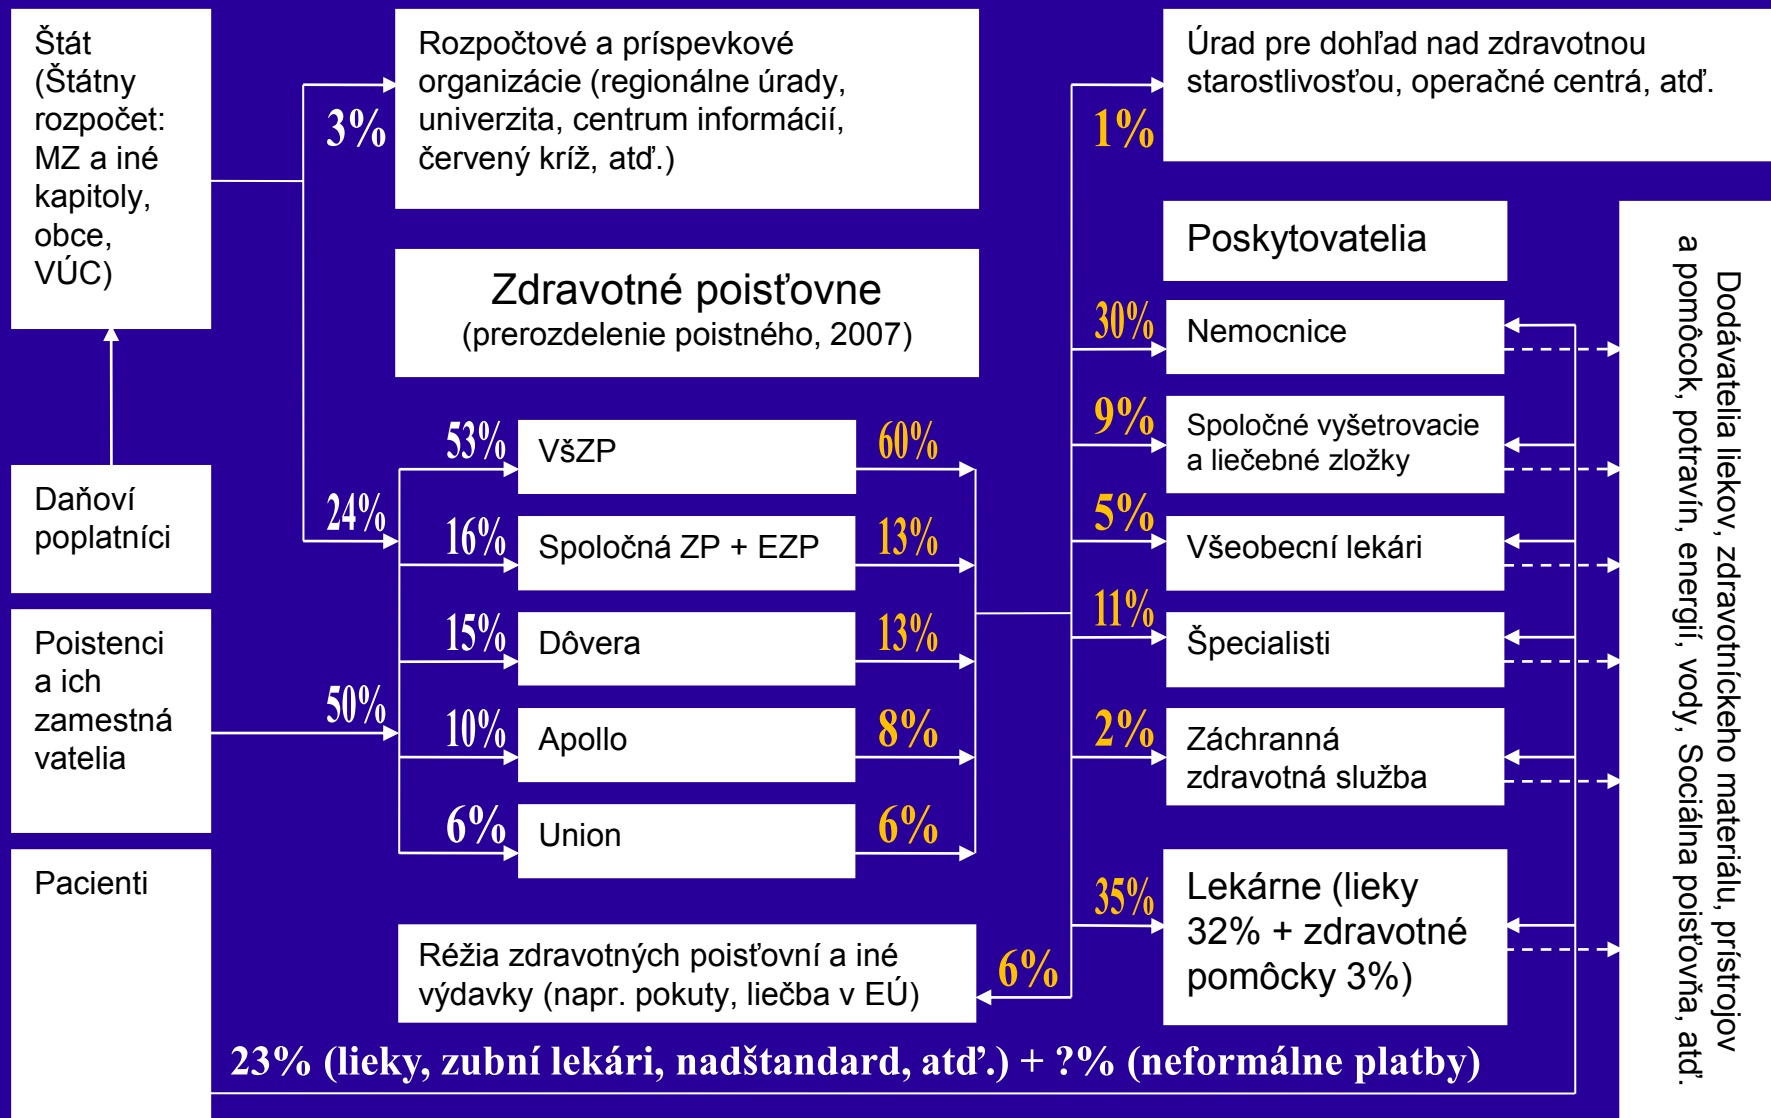 Štát
(Štátny
rozpočet:
MZ a iné
kapitoly,
obce,
VÚC)
Daňoví
poplatníci
Poistenci
a ich
zamestná
vatelia
Pacienti
3%
24%
50%
Rozpočtové a príspevkové
organizácie (regionálne úrady,
univerzita, centrum informácií,
červený kríž, atď.)
Zdravotné poisťovne
(prerozdelenie poistného, 2007)
53%
VšZP
60%
16%
Spoločná ZP + EZP
13%
15%
Dôvera
13%
10%
Apollo
8%
6%
Union
6%
Réžia zdravotných poisťovní a iné
výdavky (napr. pokuty, liečba v EÚ)
6%
1%
Úrad pre dohľad nad zdravotnou
starostlivosťou, operačné centrá, atď.
Poskytovatelia
30%
Nemocnice
9%
Spoločné vyšetrovacie
a liečebné zložky
5%
Všeobecní lekári
11%
Špecialisti
2%
Záchranná
zdravotná služba
35%
Lekárne (lieky
32% + zdravotné
pomôcky 3%)
Dodávatelia liekov, zdravotníckeho materiálu, prístrojov
a pomôcok, potravín, energií, vody, Sociálna poisťovňa, atď.
23% (lieky, zubní lekári, nadštandard, atď.) + ?% (neformálne platby)